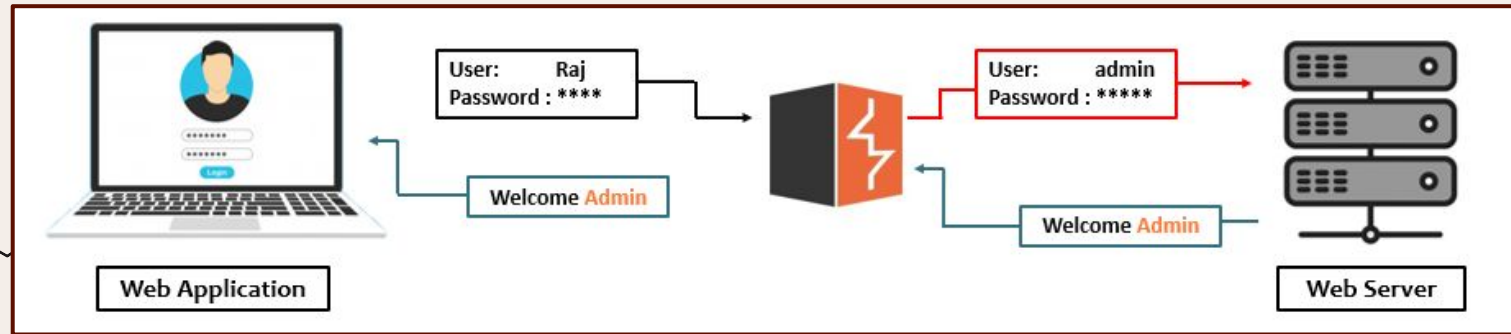 User: Raj
Password : ****
User: admin
Password : *****
*******
*******
Login
Welcome Admin
Welcome Admin
Web Application
Web Server